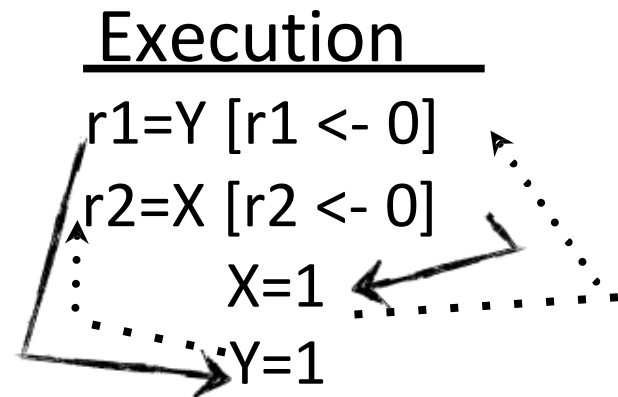 Execution
r1=Y [r1 <- 0]
r2=X [r2 <- 0]
X=1
Y=1